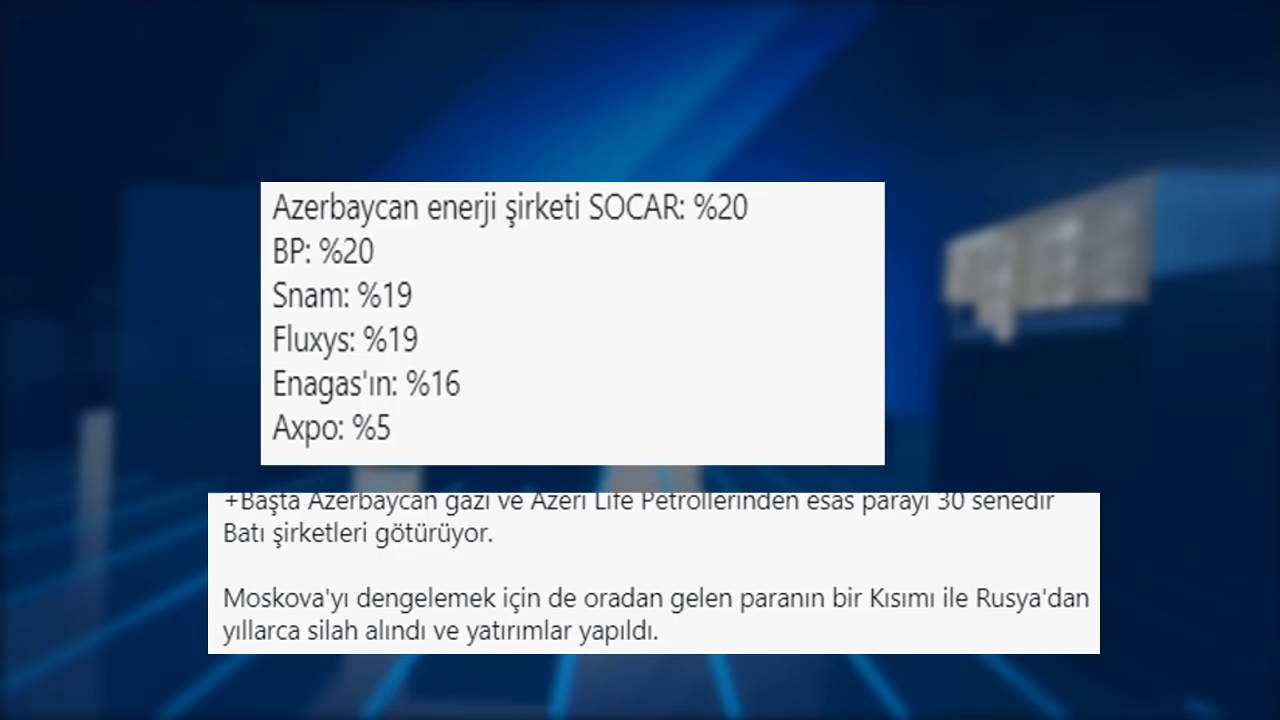 Azerbaycan enerji şirketi SOCAR: %20
BP: %20
Snam: %19
Fluxys: %19
Enagas'ın: %16
Axpo: %5
+Başta Azerbaycan gazı ve Azeri Life Petrollerinden esas parayı 30 senedir
Batı şirketleri götürüyor.
Moskova'yı dengelemek için de oradan gelen paranın bir Kısımı ile Rusya'dan
yıllarca silah alındı ve yatırımlar yapıldı.